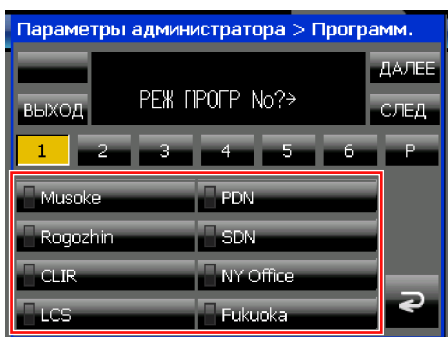 Параметры администратора > Программ.
ДАЛЕЕ
ВЫХОД РЕЖ ПРОГР No?→ СЛЕД
1 2 3 4 5 6 P
Musoke PDN
Rogozhin SDN
CLIR NY Office
LCS Fukuoka